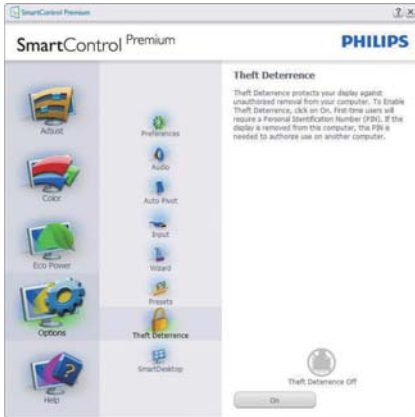 SmartControl Premium
SmartControl Premium
PHILIPS
Adjust
Color
Eco Power
Options
Help
Preferences
Audio
Auto Pivot
Input
Wizard
Presets
Theft Deterrence
SmartDesktop
Theft Deterrence
Theft Deterrence protects your display against
unauthorized removal from your computer. To Enable
Theft Deterrence, click on On. First-time users will
require a Personal Identification Number (PIN). If the
display is removed from this computer, this PIN is
needed to authorize use on another computer.
Theft Deterrence Off
On